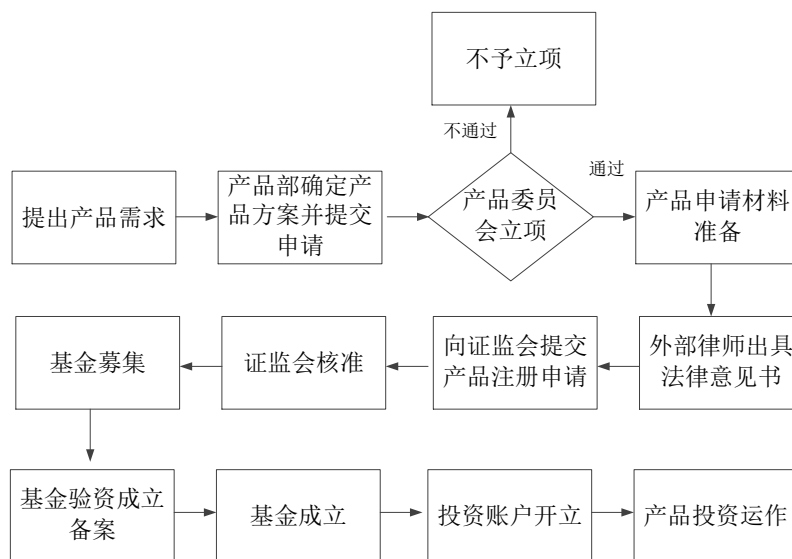 不予立项
不通过
通过
提出产品需求
产品部确定产
品方案并提交
申请
产品委员
会立项
产品申请材料
准备
外部律师出具
法律意见书
向证监会提交
产品注册申请
证监会核准
基金募集
基金验资成立
备案
基金成立
投资账户开立
产品投资运作